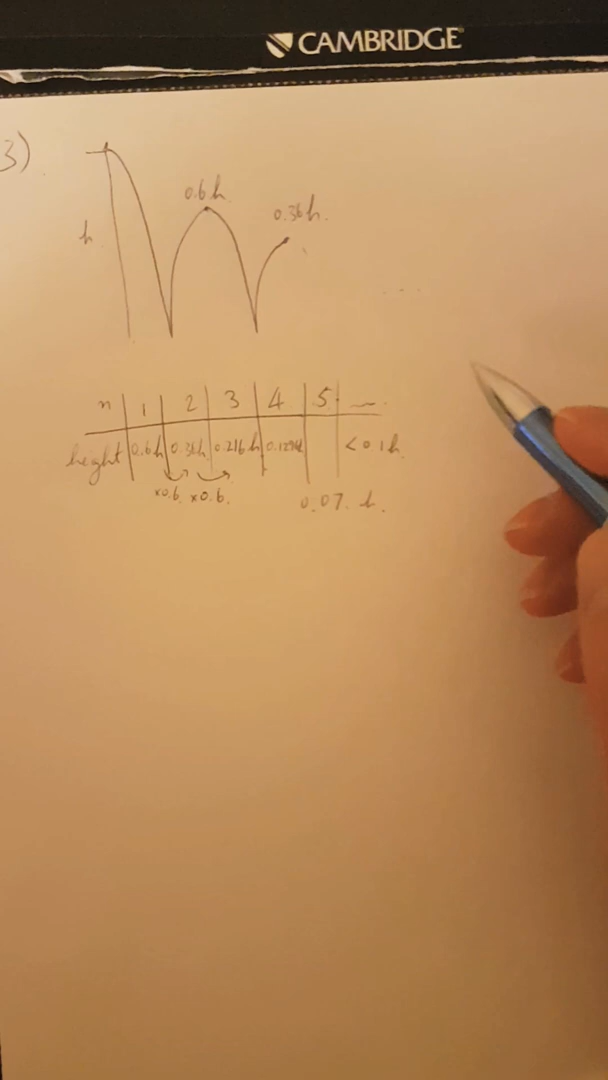 CAMBRIDGE
3)
0.6h
0.36h.
h
....
n 1 2 3 4 5 ....
height 0.6h 0.36h 0.216h 0.1296h < 0.1h.
×0.6 ×0.6.
0.07. h.